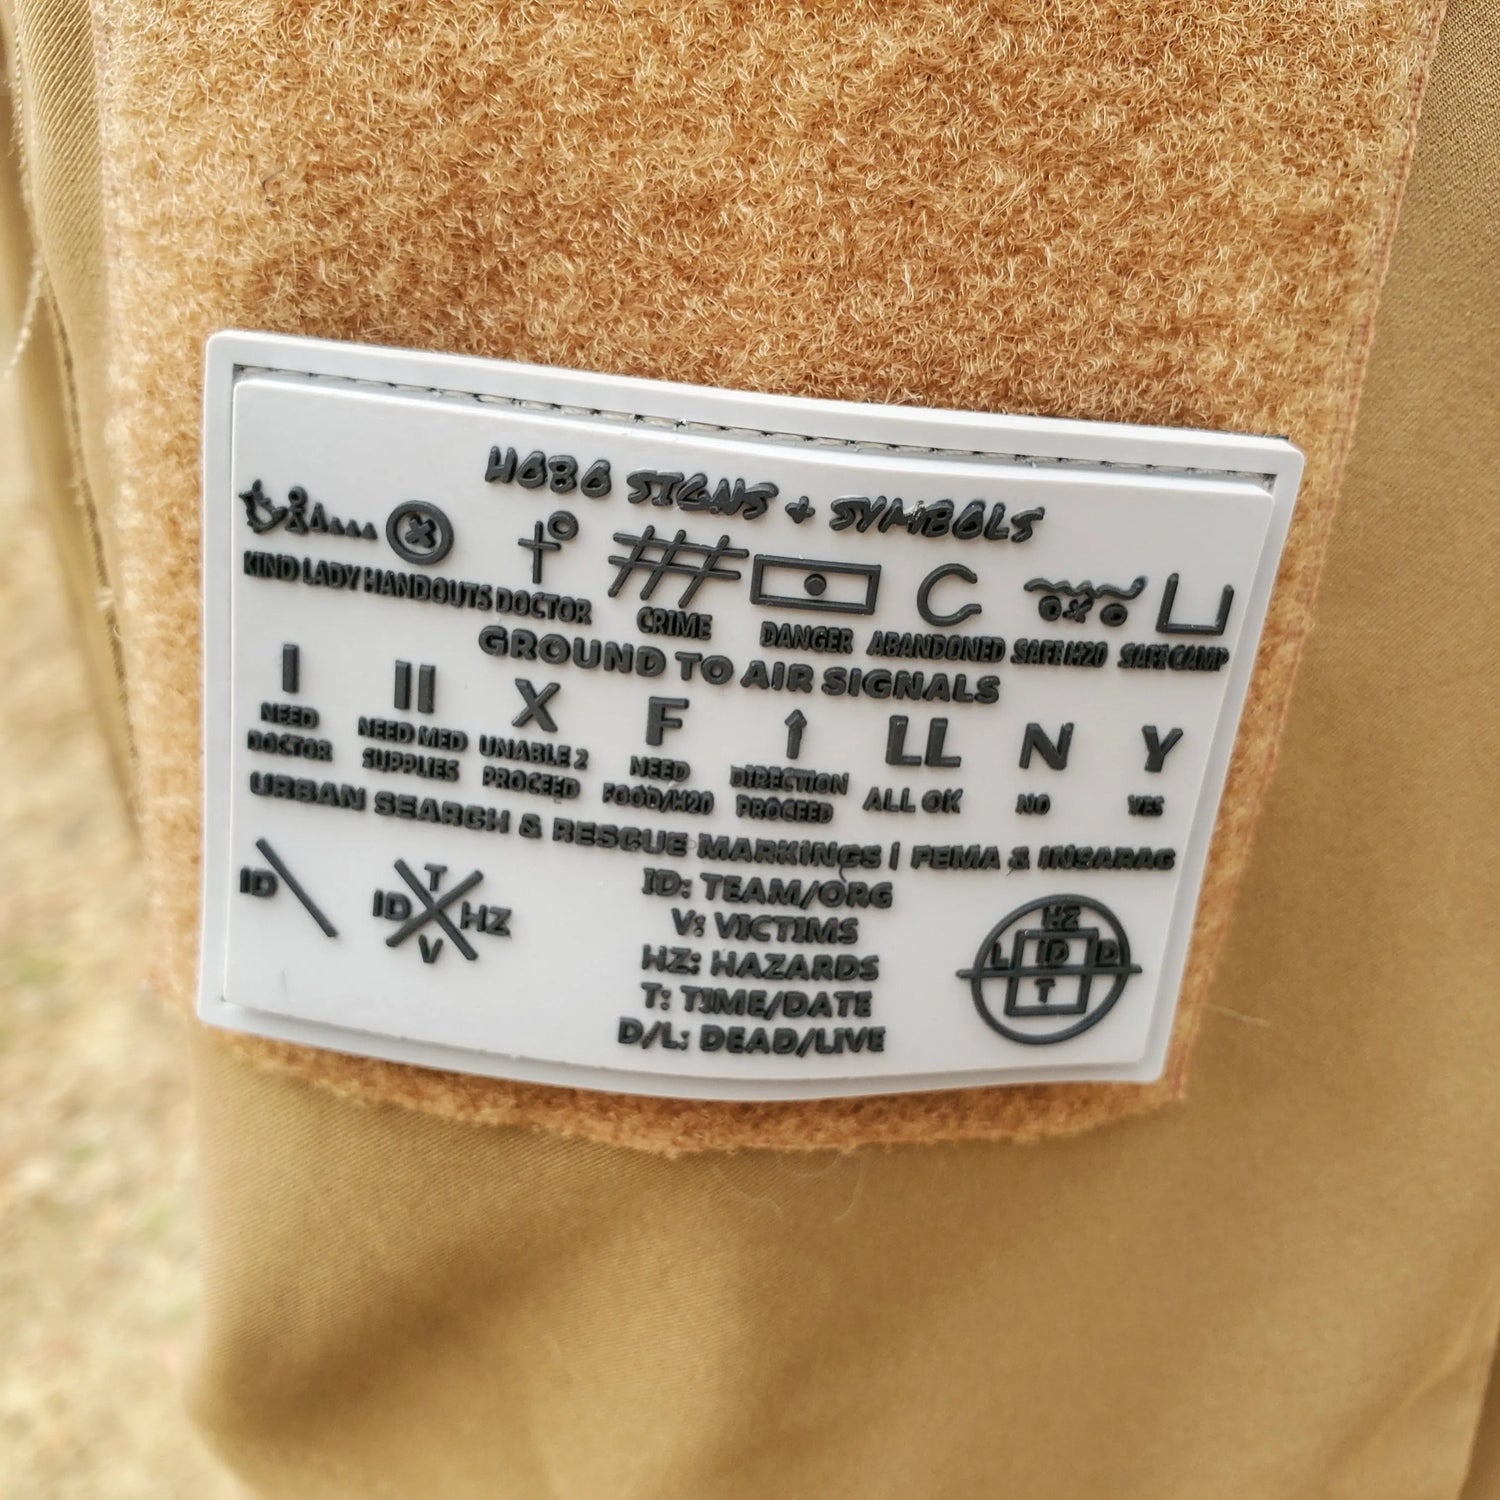 HOBO SIGNS + SYMBOLS
KIND LADY HANDOUTS DOCTOR CRIME DANGER ABANDONED SAFE H20 SAFE CAMP
GROUND TO AIR SIGNALS
I II X F LL N Y
NEED DOCTOR NEED MED SUPPLIES UNABLE 2 PROCEED NEED FOOD/H20 DIRECTION PROCEED ALL OK NO YES
URBAN SEARCH & RESCUE MARKINGS | FEMA & INSARAG
ID
T
ID HZ
V
ID: TEAM/ORG
V: VICTIMS
HZ: HAZARDS
T: TIME/DATE
D/L: DEAD/LIVE
HZ
L ID D
T